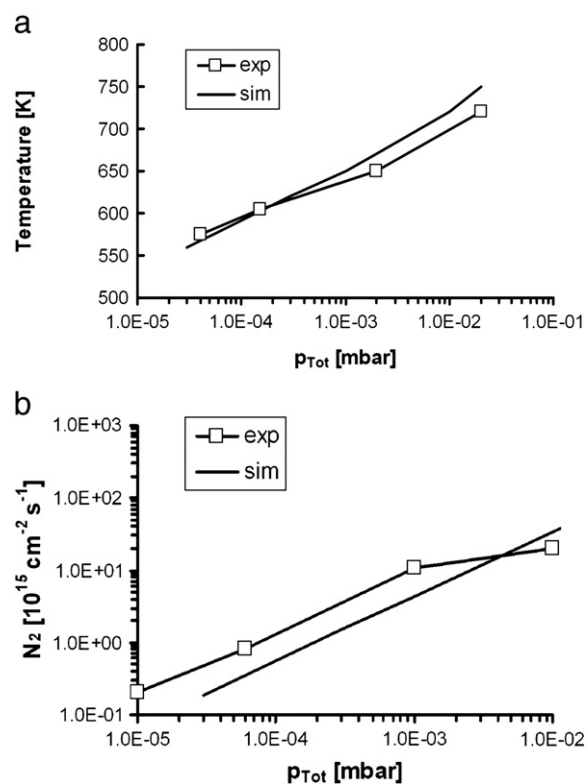 a
exp
sim
Temperature [K]
800
750
700
650
600
550
500
1.0E-05 1.0E-04 1.0E-03 1.0E-02 1.0E-01
pTot [mbar]
b
exp
sim
N2 [10^15 cm^-2 s^-1]
1.0E+03
1.0E+02
1.0E+01
1.0E+00
1.0E-01
1.0E-05 1.0E-04 1.0E-03 1.0E-02
pTot [mbar]